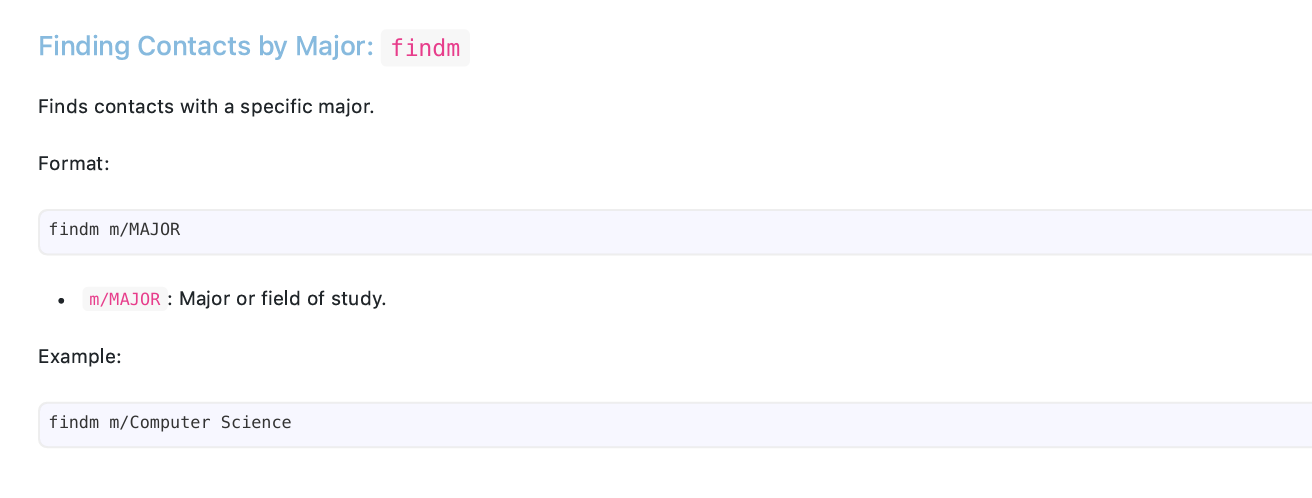 Finding Contacts by Major: findm
Finds contacts with a specific major.
Format:
findm m/MAJOR
• m/MAJOR : Major or field of study.
Example:
findm m/Computer Science